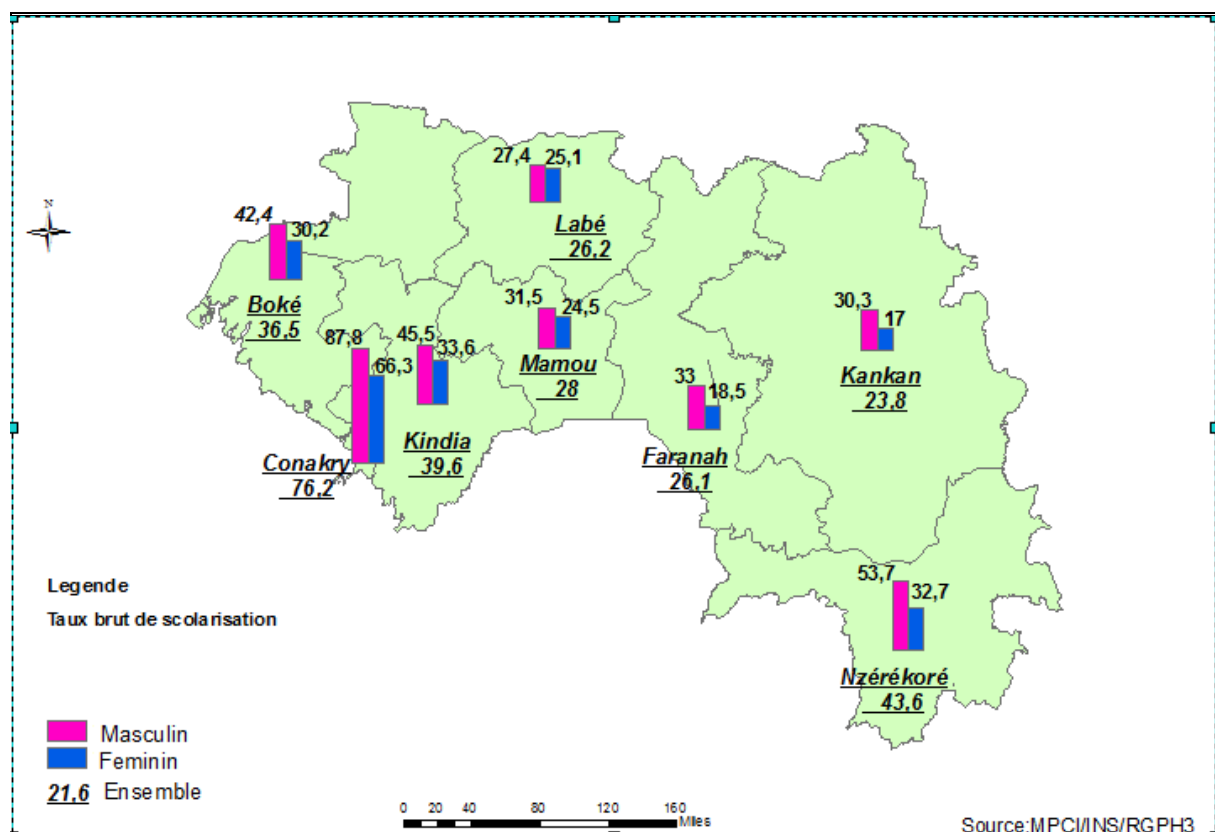 27,4 25,1
Labé
26,2
N
42,4 30,2
Boké
36,5
31,5 24,5
Mamou
28
30,3 17
Kankan
23,8
87,8 66,3
Conakry
76,2
45,5 33,6
Kindia
39,6
33 18,5
Faranah
26,1
53,7 32,7
Nzérékoré
43,6
Legende
Taux brut de scolarisation
Masculin
Feminin
21,6 Ensemble
0 20 40 80 120 160
Miles
Source:MPCI/INS/RGPH3